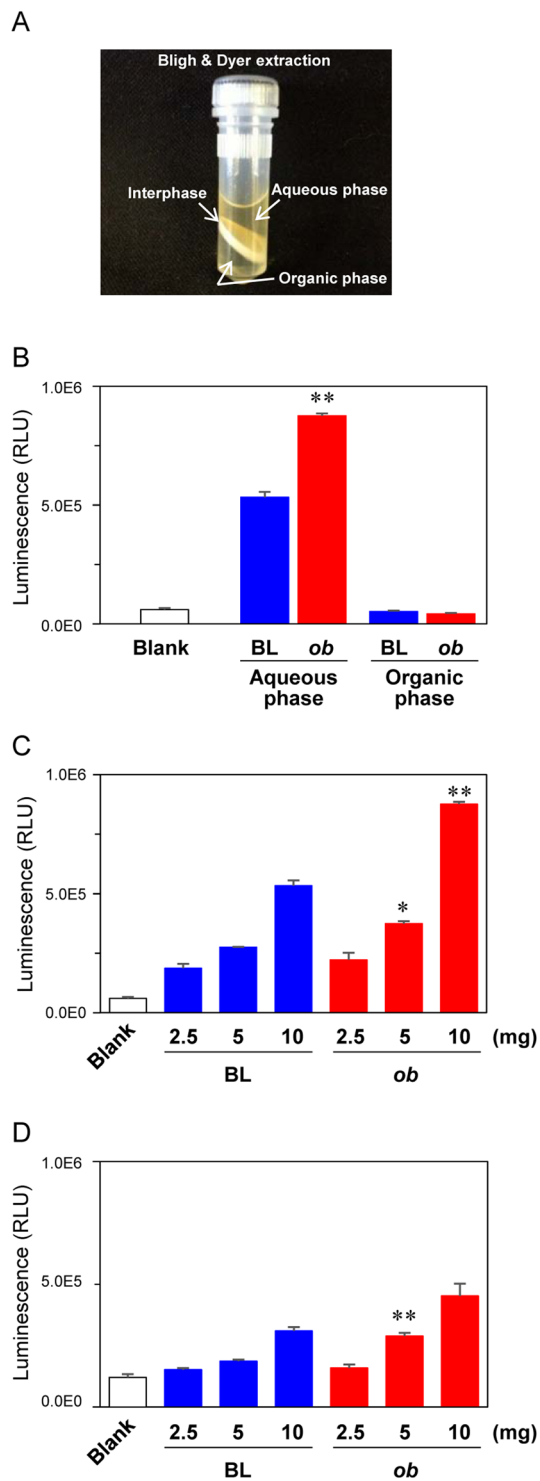 A
Bligh & Dyer extraction
Interphase
Aqueous phase
Organic phase
B
Luminescence (RLU)
1.0E6
**
5.0E5
0.0E0
Blank
BL
ob
BL
ob
Aqueous
phase
Organic
phase
C
Luminescence (RLU)
1.0E6
**
5.0E5
*
0.0E0
Blank
2.5 5 10 2.5 5 10 (mg)
BL ob
D
Luminescence (RLU)
1.0E6
5.0E5
**
0.0E0
Blank
2.5 5 10 2.5 5 10 (mg)
BL ob